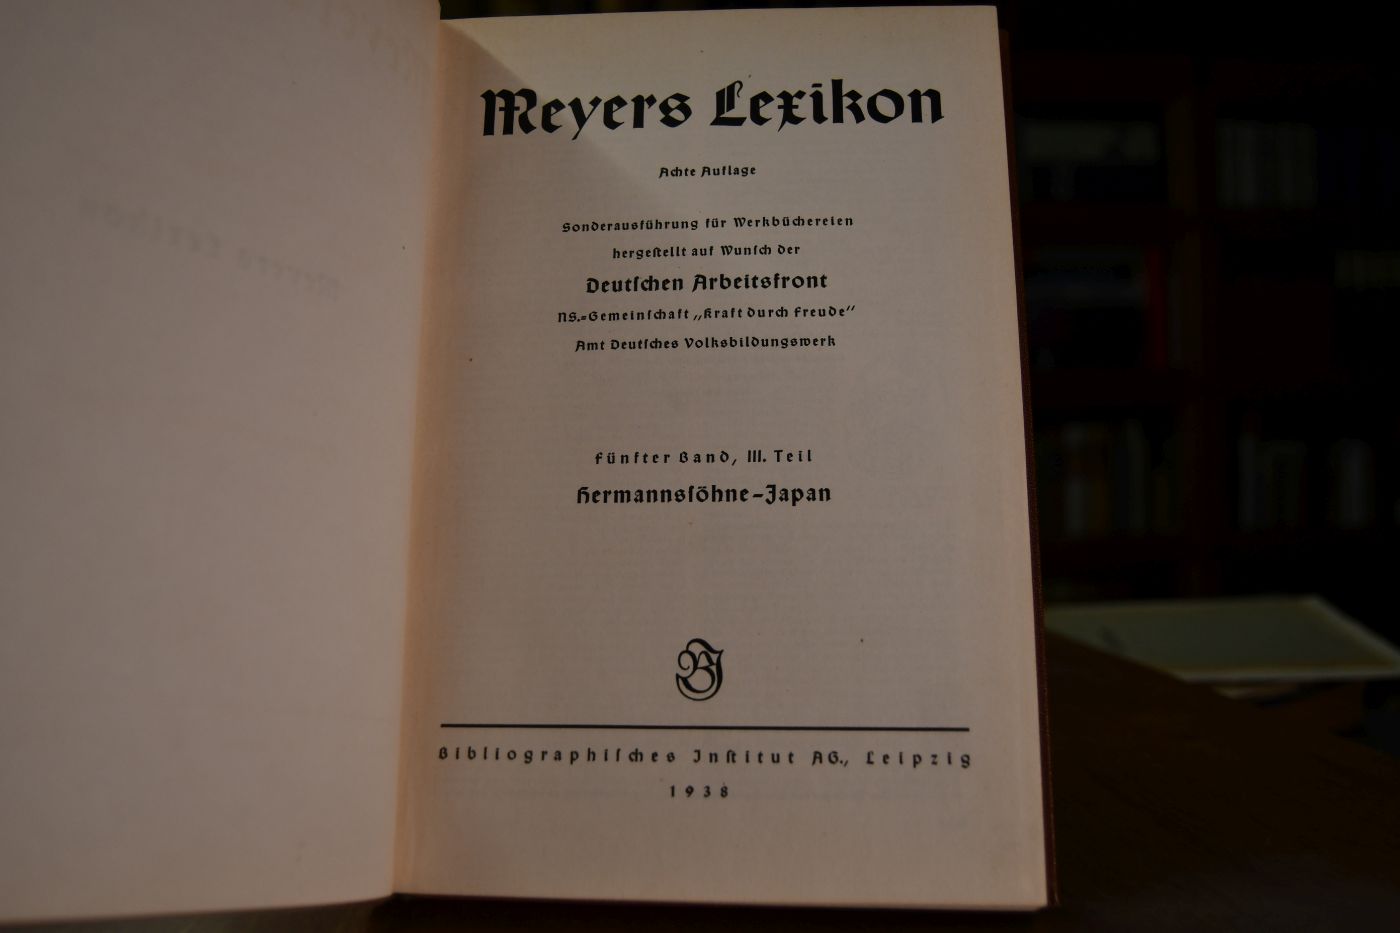 Meyers Lexikon
Achte Auflage
Sonderausführung für Werkbüchereien
hergeſtellt auf Wunſch der
Deutſchen Arbeitsfront
NS.=Gemeinſchaft „Kraft durch Freude“
Amt Deutſches Volksbildungswerk
Fünfter Band, III. Teil
Hermannsſöhne–Japan
BI
Bibliographiſches Inſtitut AG., Leipzig
1938